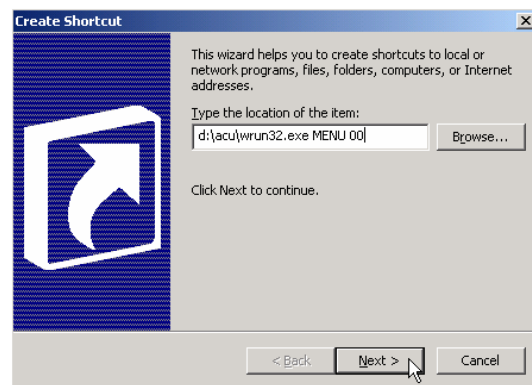 Create Shortcut
This wizard helps you to create shortcuts to local or
network programs, files, folders, computers, or Internet
addresses.
Type the location of the item:
d:\acu\wrun32.exe MENU 00
Browse...
Click Next to continue.
< Back
Next >
Cancel